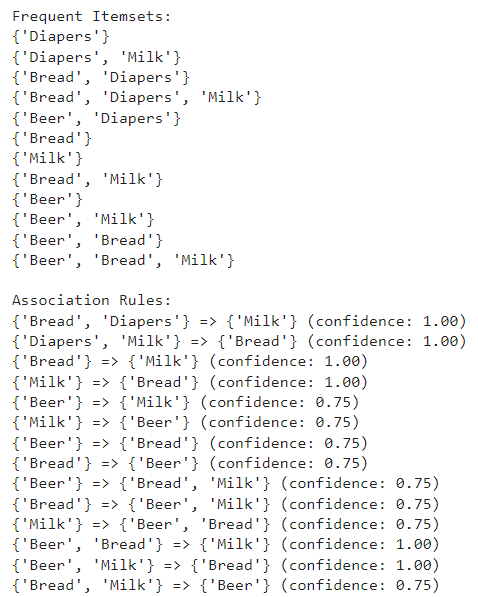 Frequent Itemsets:
{'Diapers'}
{'Diapers', 'Milk'}
{'Bread', 'Diapers'}
{'Bread', 'Diapers', 'Milk'}
{'Beer', 'Diapers'}
{'Bread'}
{'Milk'}
{'Bread', 'Milk'}
{'Beer'}
{'Beer', 'Milk'}
{'Beer', 'Bread'}
{'Beer', 'Bread', 'Milk'}

Association Rules:
{'Bread', 'Diapers'} => {'Milk'} (confidence: 1.00)
{'Diapers', 'Milk'} => {'Bread'} (confidence: 1.00)
{'Bread'} => {'Milk'} (confidence: 1.00)
{'Milk'} => {'Bread'} (confidence: 1.00)
{'Beer'} => {'Milk'} (confidence: 0.75)
{'Milk'} => {'Beer'} (confidence: 0.75)
{'Beer'} => {'Bread'} (confidence: 0.75)
{'Bread'} => {'Beer'} (confidence: 0.75)
{'Beer'} => {'Bread', 'Milk'} (confidence: 0.75)
{'Bread'} => {'Beer', 'Milk'} (confidence: 0.75)
{'Milk'} => {'Beer', 'Bread'} (confidence: 0.75)
{'Beer', 'Bread'} => {'Milk'} (confidence: 1.00)
{'Beer', 'Milk'} => {'Bread'} (confidence: 1.00)
{'Bread', 'Milk'} => {'Beer'} (confidence: 0.75)